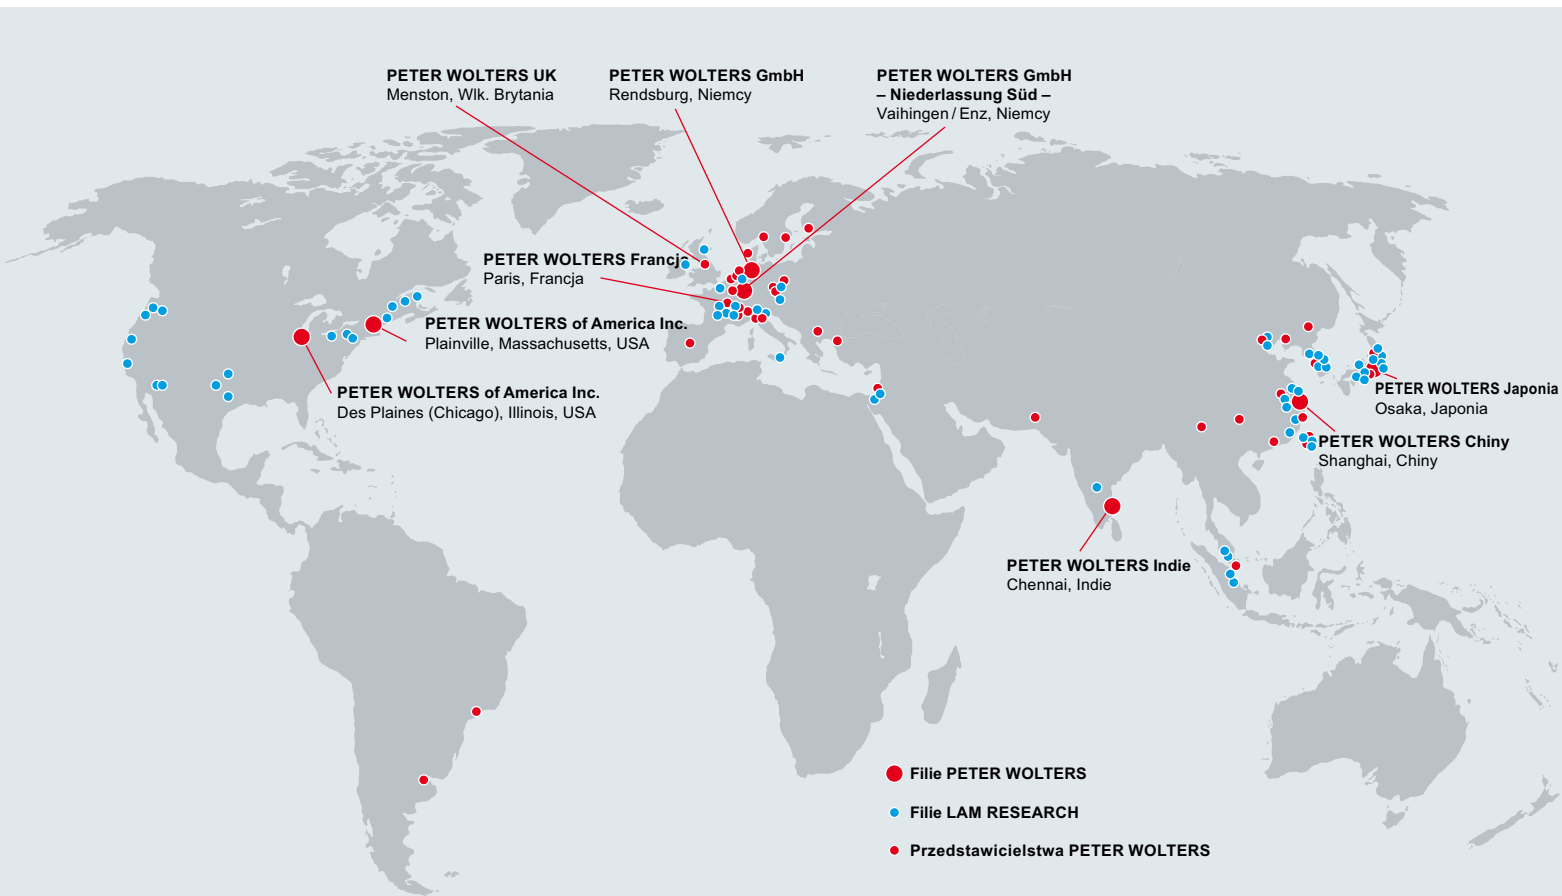 PETER WOLTERS UK
Menston, Wlk. Brytania
PETER WOLTERS GmbH
Rendsburg, Niemcy
PETER WOLTERS GmbH
– Niederlassung Süd –
Vaihingen / Enz, Niemcy
PETER WOLTERS Francja
Paris, Francja
PETER WOLTERS of America Inc.
Plainville, Massachusetts, USA
PETER WOLTERS of America Inc.
Des Plaines (Chicago), Illinois, USA
PETER WOLTERS Japonia
Osaka, Japonia
PETER WOLTERS Chiny
Shanghai, Chiny
PETER WOLTERS Indie
Chennai, Indie
Filie PETER WOLTERS
Filie LAM RESEARCH
Przedstawicielstwa PETER WOLTERS